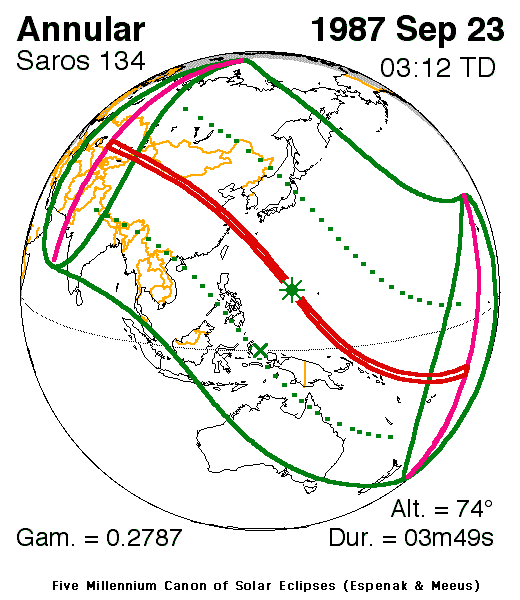 Annular 1987 Sep 23
Saros 134 03:12 TD
Alt. = 74°
Gam. = 0.2787 Dur. = 03m49s
Five Millennium Canon of Solar Eclipses (Espenak & Meeus)